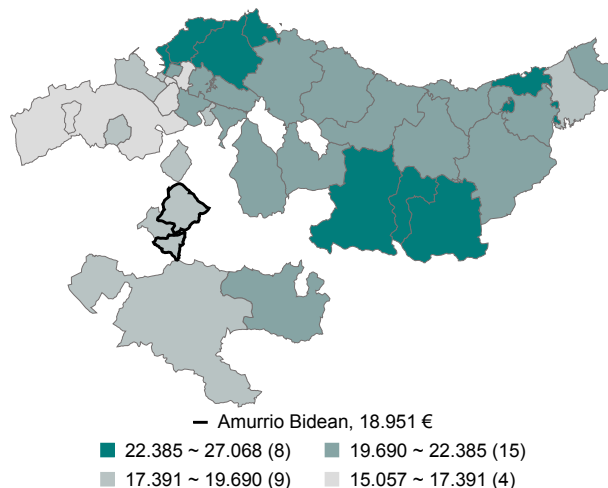 Amurrio Bidean, 18.951 €
22.385 ~ 27.068 (8) 19.690 ~ 22.385 (15)
17.391 ~ 19.690 (9) 15.057 ~ 17.391 (4)